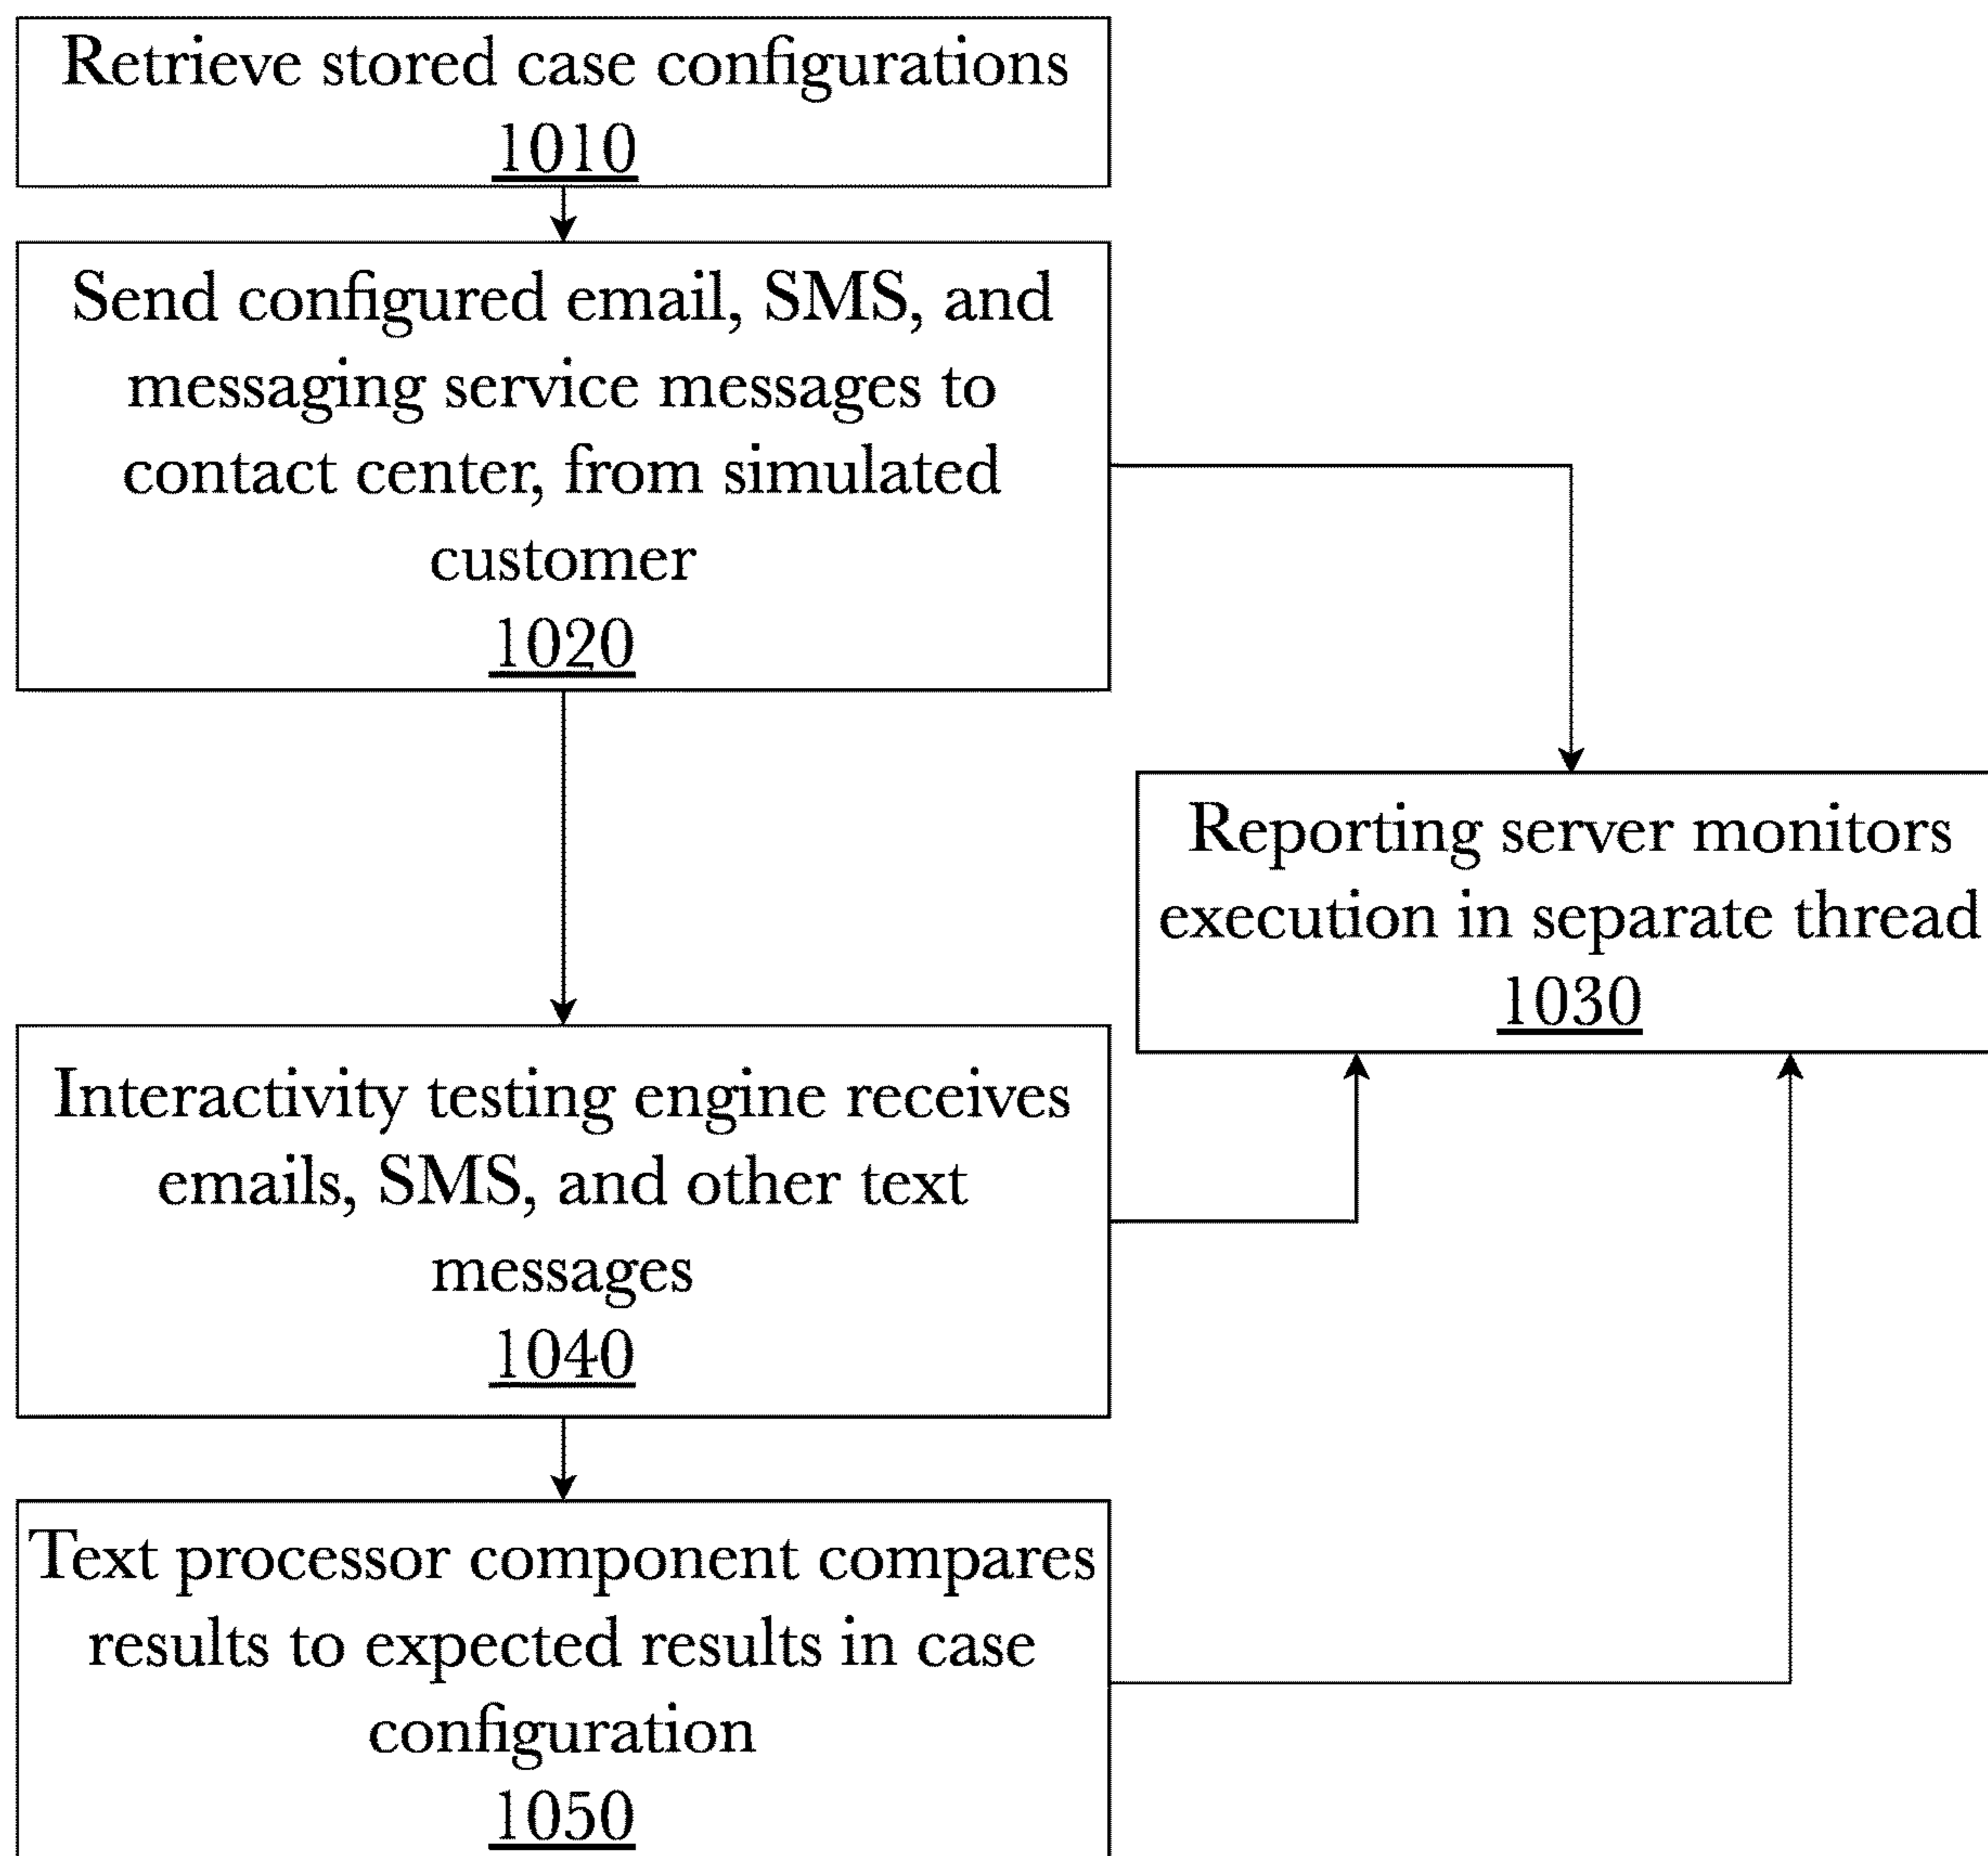 Retrieve stored case configurations
1010
Send configured email, SMS, and
messaging service messages to
contact center, from simulated
customer
1020
Reporting server monitors
execution in separate thread
1030
Interactivity testing engine receives
emails, SMS, and other text
messages
1040
Text processor component compares
results to expected results in case
configuration
1050